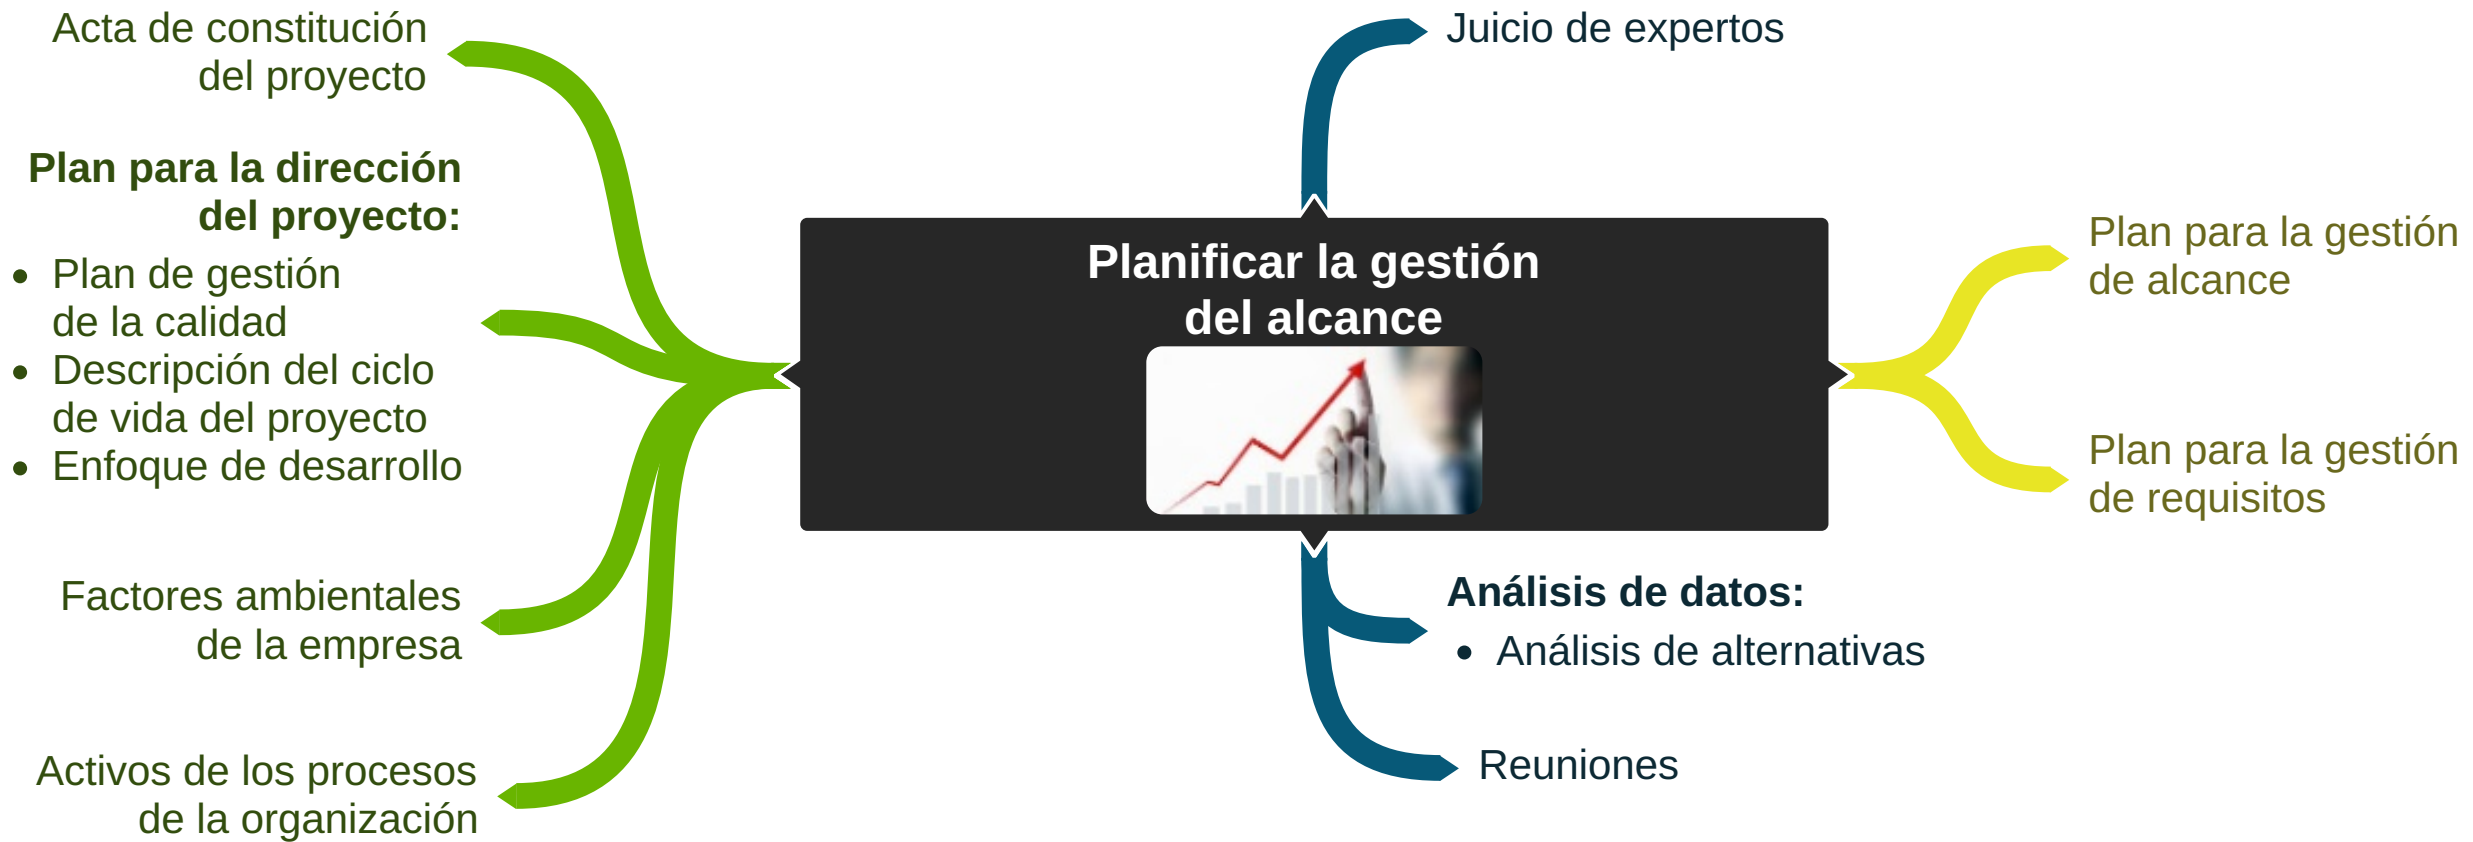 Acta de constitución
del proyecto
Plan para la dirección
del proyecto:
• Plan de gestión
de la calidad
• Descripción del ciclo
de vida del proyecto
• Enfoque de desarrollo
Factores ambientales
de la empresa
Activos de los procesos
de la organización
Planificar la gestión
del alcance
Juicio de expertos
Análisis de datos:
• Análisis de alternativas
Reuniones
Plan para la gestión
de alcance
Plan para la gestión
de requisitos